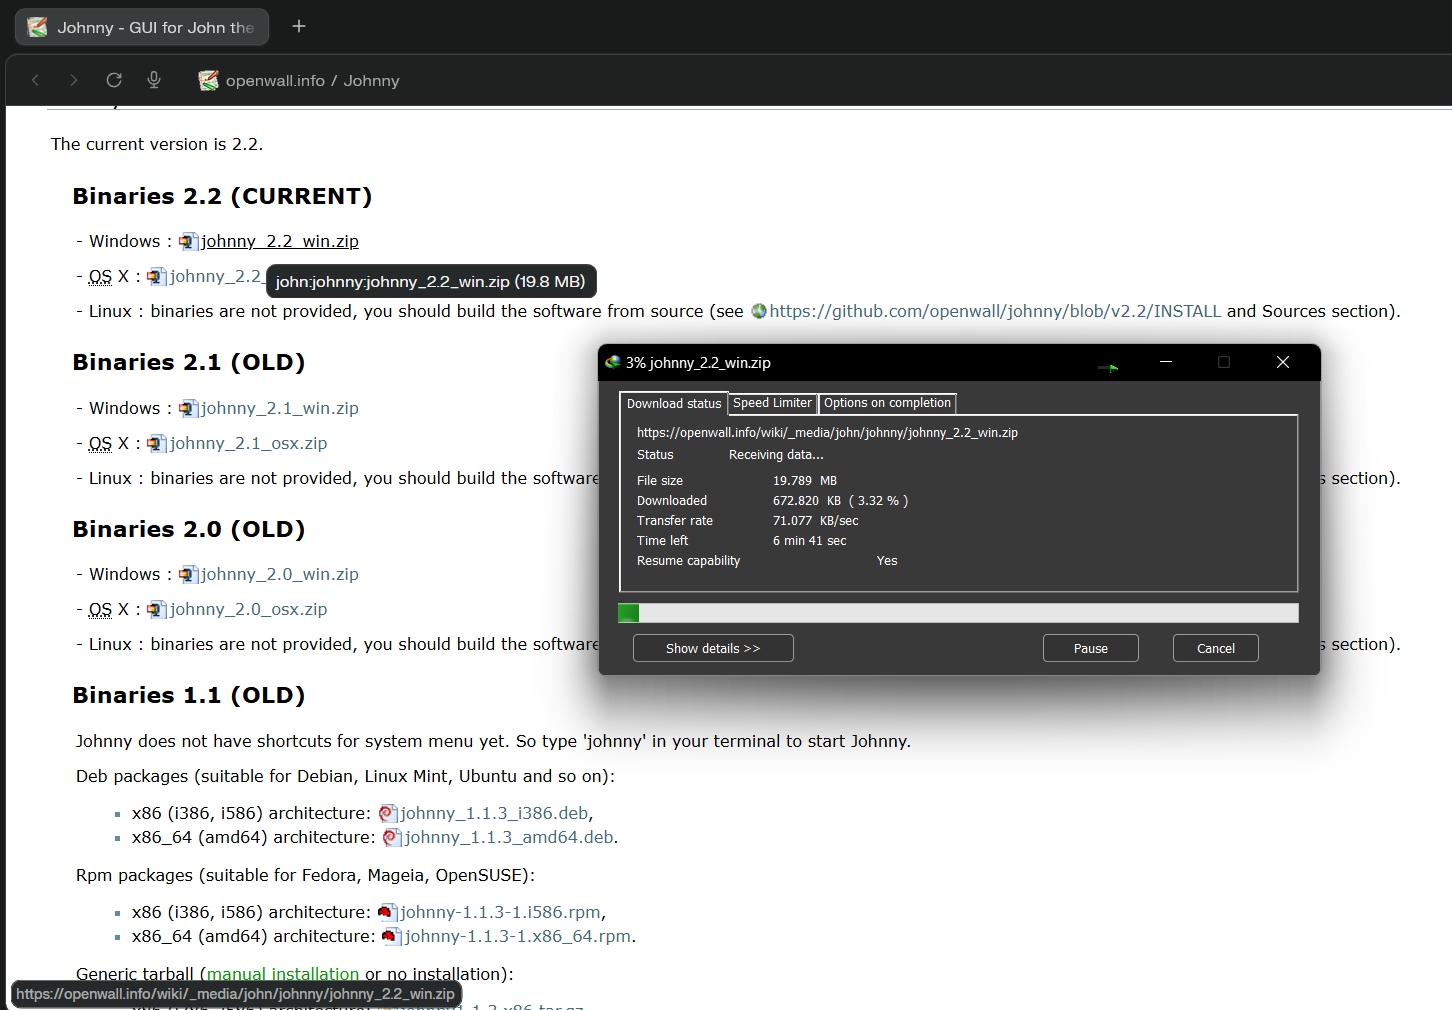 Johnny - GUI for John the
openwall.info / Johnny
The current version is 2.2.
Binaries 2.2 (CURRENT)
- Windows : johnny_2.2_win.zip
- OS X : johnny_2.2_
john:johnny:johnny_2.2_win.zip (19.8 MB)
- Linux : binaries are not provided, you should build the software from source (see https://github.com/openwall/johnny/blob/v2.2/INSTALL and Sources section).
Binaries 2.1 (OLD)
- Windows : johnny_2.1_win.zip
- OS X : johnny_2.1_osx.zip
- Linux : binaries are not provided, you should build the software
s section).
Binaries 2.0 (OLD)
- Windows : johnny_2.0_win.zip
- OS X : johnny_2.0_osx.zip
- Linux : binaries are not provided, you should build the software
s section).
3% johnny_2.2_win.zip
Download status
Speed Limiter
Options on completion
https://openwall.info/wiki/_media/john/johnny/johnny_2.2_win.zip
Status Receiving data...
File size 19.789 MB
Downloaded 672.820 KB ( 3.32 % )
Transfer rate 71.077 KB/sec
Time left 6 min 41 sec
Resume capability Yes
Show details >>
Pause
Cancel
Binaries 1.1 (OLD)
Johnny does not have shortcuts for system menu yet. So type 'johnny' in your terminal to start Johnny.
Deb packages (suitable for Debian, Linux Mint, Ubuntu and so on):
x86 (i386, i586) architecture: johnny_1.1.3_i386.deb,
x86_64 (amd64) architecture: johnny_1.1.3_amd64.deb.
Rpm packages (suitable for Fedora, Mageia, OpenSUSE):
x86 (i386, i586) architecture: johnny-1.1.3-1.i586.rpm,
x86_64 (amd64) architecture: johnny-1.1.3-1.x86_64.rpm.
Generic tarball (manual installation or no installation):
https://openwall.info/wiki/_media/john/johnny/johnny_2.2_win.zip